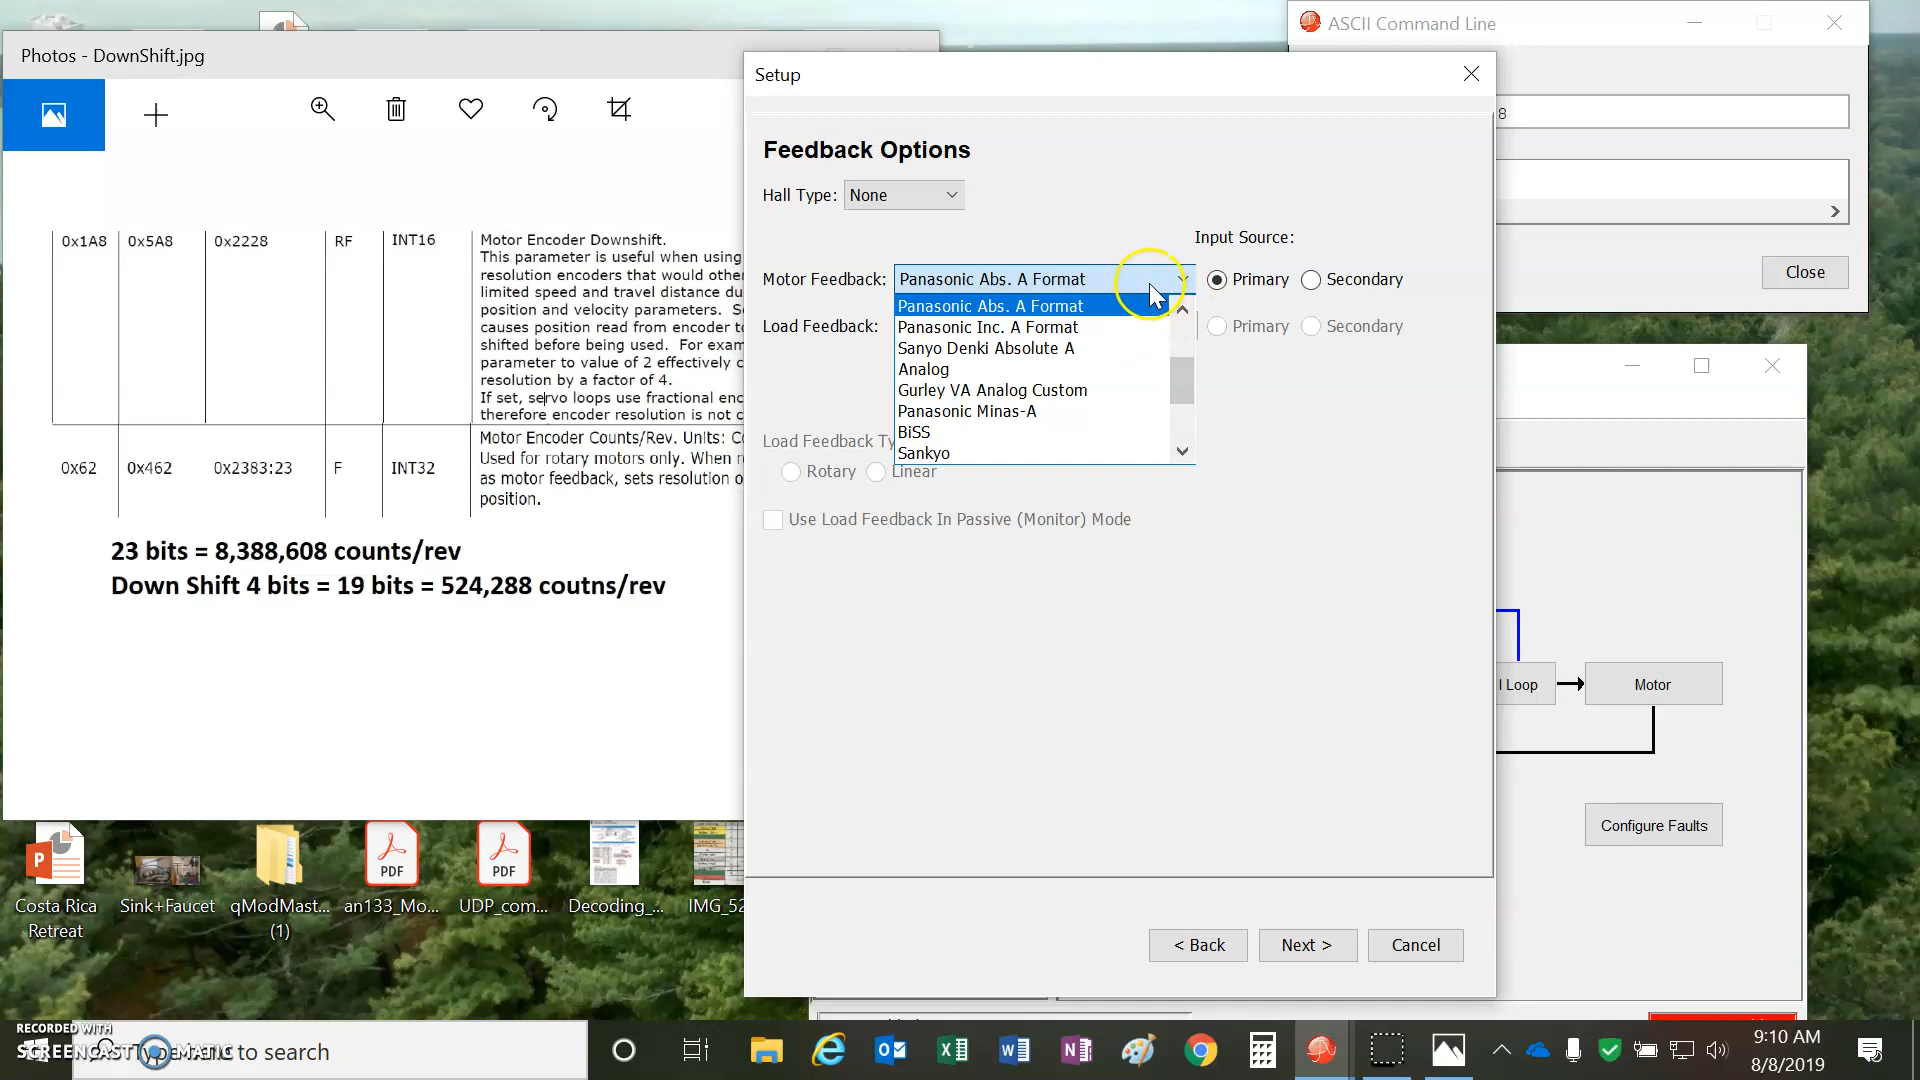 Photos - DownShift.jpg
0x1A8 0x5A8 0x2228 RF INT16 Motor Encoder Downshift.
This parameter is useful when using
resolution encoders that would othe
limited speed and travel distance du
position and velocity parameters. S
causes position read from encoder t
shifted before being used. For exam
parameter to value of 2 effectively c
resolution by a factor of 4.
If set, servo loops use fractional enc
therefore encoder resolution is not c
0x62 0x462 0x2383:23 F INT32 Motor Encoder Counts/Rev. Units: C
Used for rotary motors only. When r
as motor feedback, sets resolution o
position.
23 bits = 8,388,608 counts/rev
Down Shift 4 bits = 19 bits = 524,288 coutns/rev
Setup
Feedback Options
Hall Type: None
Input Source:
Motor Feedback: Panasonic Abs. A Format Primary Secondary
Load Feedback: Primary Secondary
Panasonic Abs. A Format
Panasonic Inc. A Format
Sanyo Denki Absolute A
Analog
Gurley VA Analog Custom
Panasonic Minas-A
BiSS
Sankyo
Load Feedback Ty
Rotary Linear
Use Load Feedback In Passive (Monitor) Mode
< Back Next > Cancel
ASCII Command Line
8
Close
I Loop Motor
Configure Faults
P
PDF
PDF
Costa Rica
Retreat
Sink+Faucet
qModMast...
(1)
an133_Mo...
UDP_com...
Decoding_...
IMG_52
RECORDED WITH
SCREENCAST MATIC
Type here to search
9:10 AM
8/8/2019